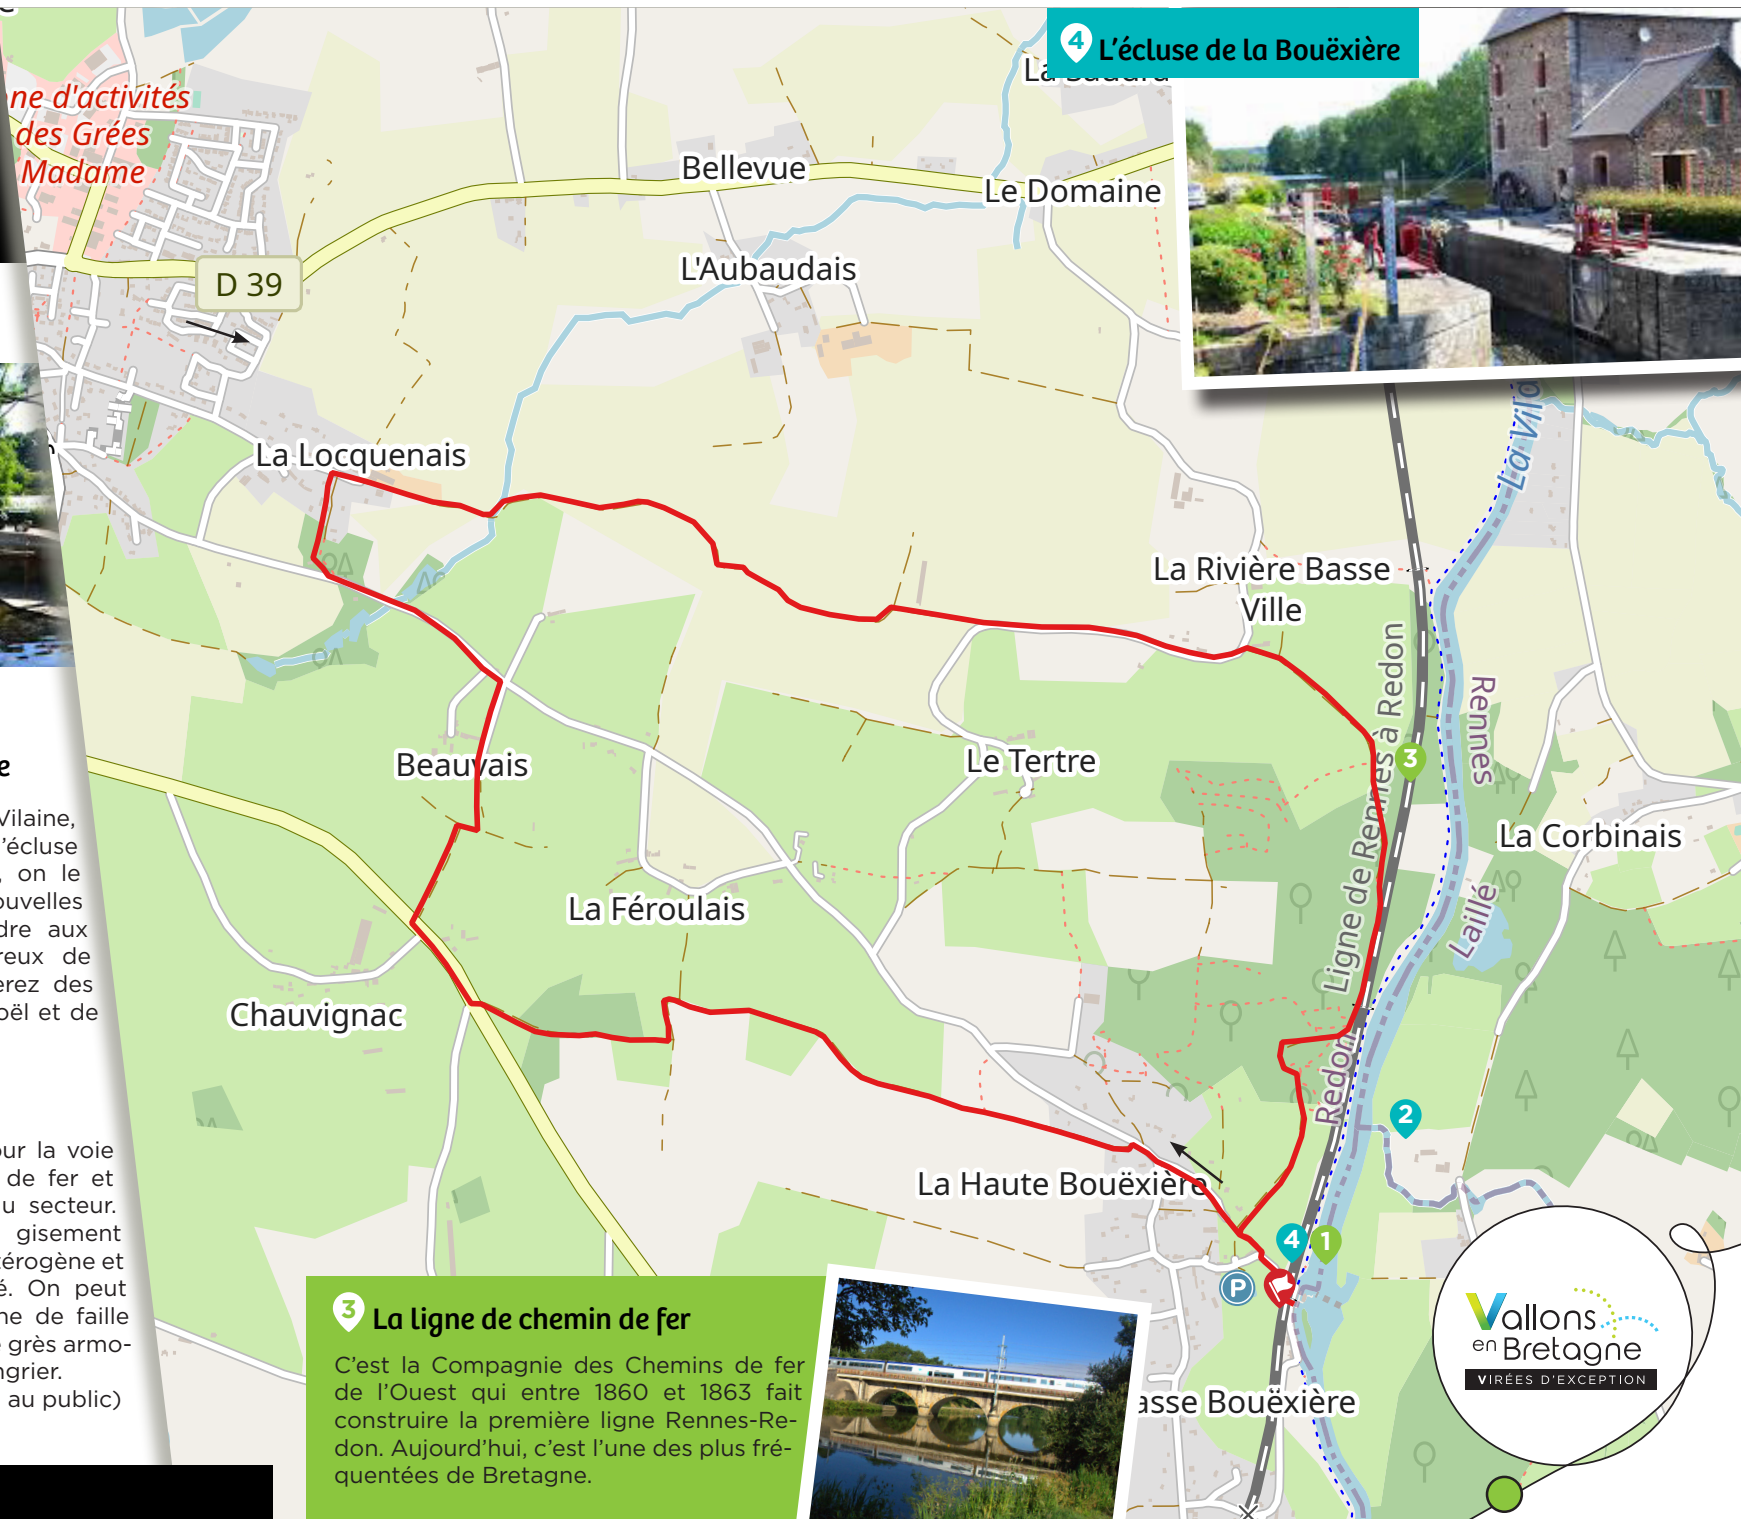 4 L'écluse de la Bouëxière
ne d'activités
des Grées
Madame
Bellevue
Le Domaine
D 39
L'Aubaudais
La Locquenais
La Rivière Basse
Ville
Ligne de Rennes à Redon
Rennes
Laillé
Redon
3
Beauvais
Le Tertre
La Corbinais
La Féroulais
Chauvignac
2
La Haute Bouëxière
4
1
P
asse Bouëxière
e
Vilaine,
'écluse
, on le
ouvelles
dre aux
reux de
erez des
oël et de
our la voie
de fer et
u secteur.
gisement
térogène et
é. On peut
ne de faille
e grès armo-
ngrier.
au public)
3 La ligne de chemin de fer
C'est la Compagnie des Chemins de fer
de l'Ouest qui entre 1860 et 1863 fait
construire la première ligne Rennes-Re-
don. Aujourd'hui, c'est l'une des plus fré-
quentées de Bretagne.
Vallons
en Bretagne
VIRÉES D'EXCEPTION